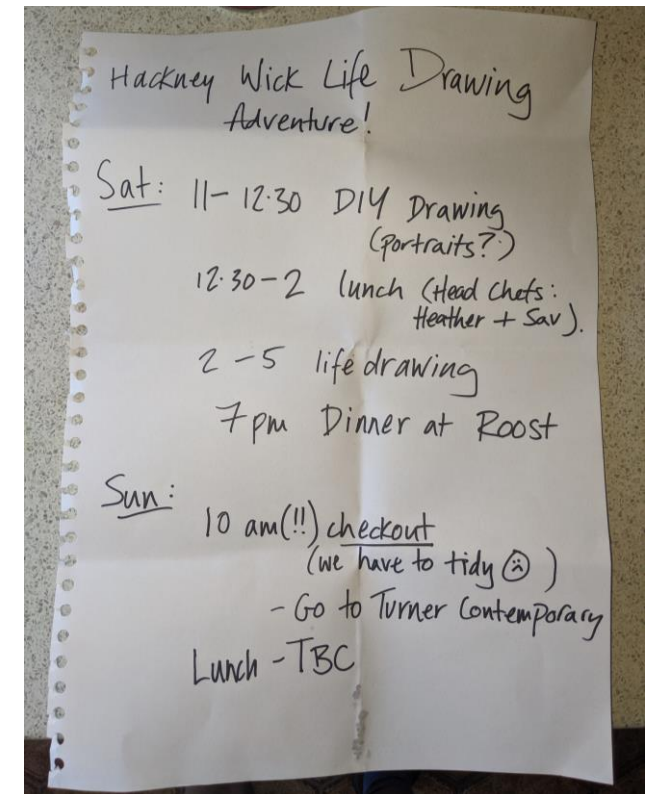 Hackney Wick Life Drawing
Adventure!
Sat: 11-12.30 DIY Drawing
(portraits?)
12.30-2 lunch (Head Chefs:
Heather + Sav).
2-5 life drawing
7pm Dinner at Roost
Sun:
10 am(!!) checkout
(we have to tidy ☹)
- Go to Turner Contemporary
Lunch - TBC